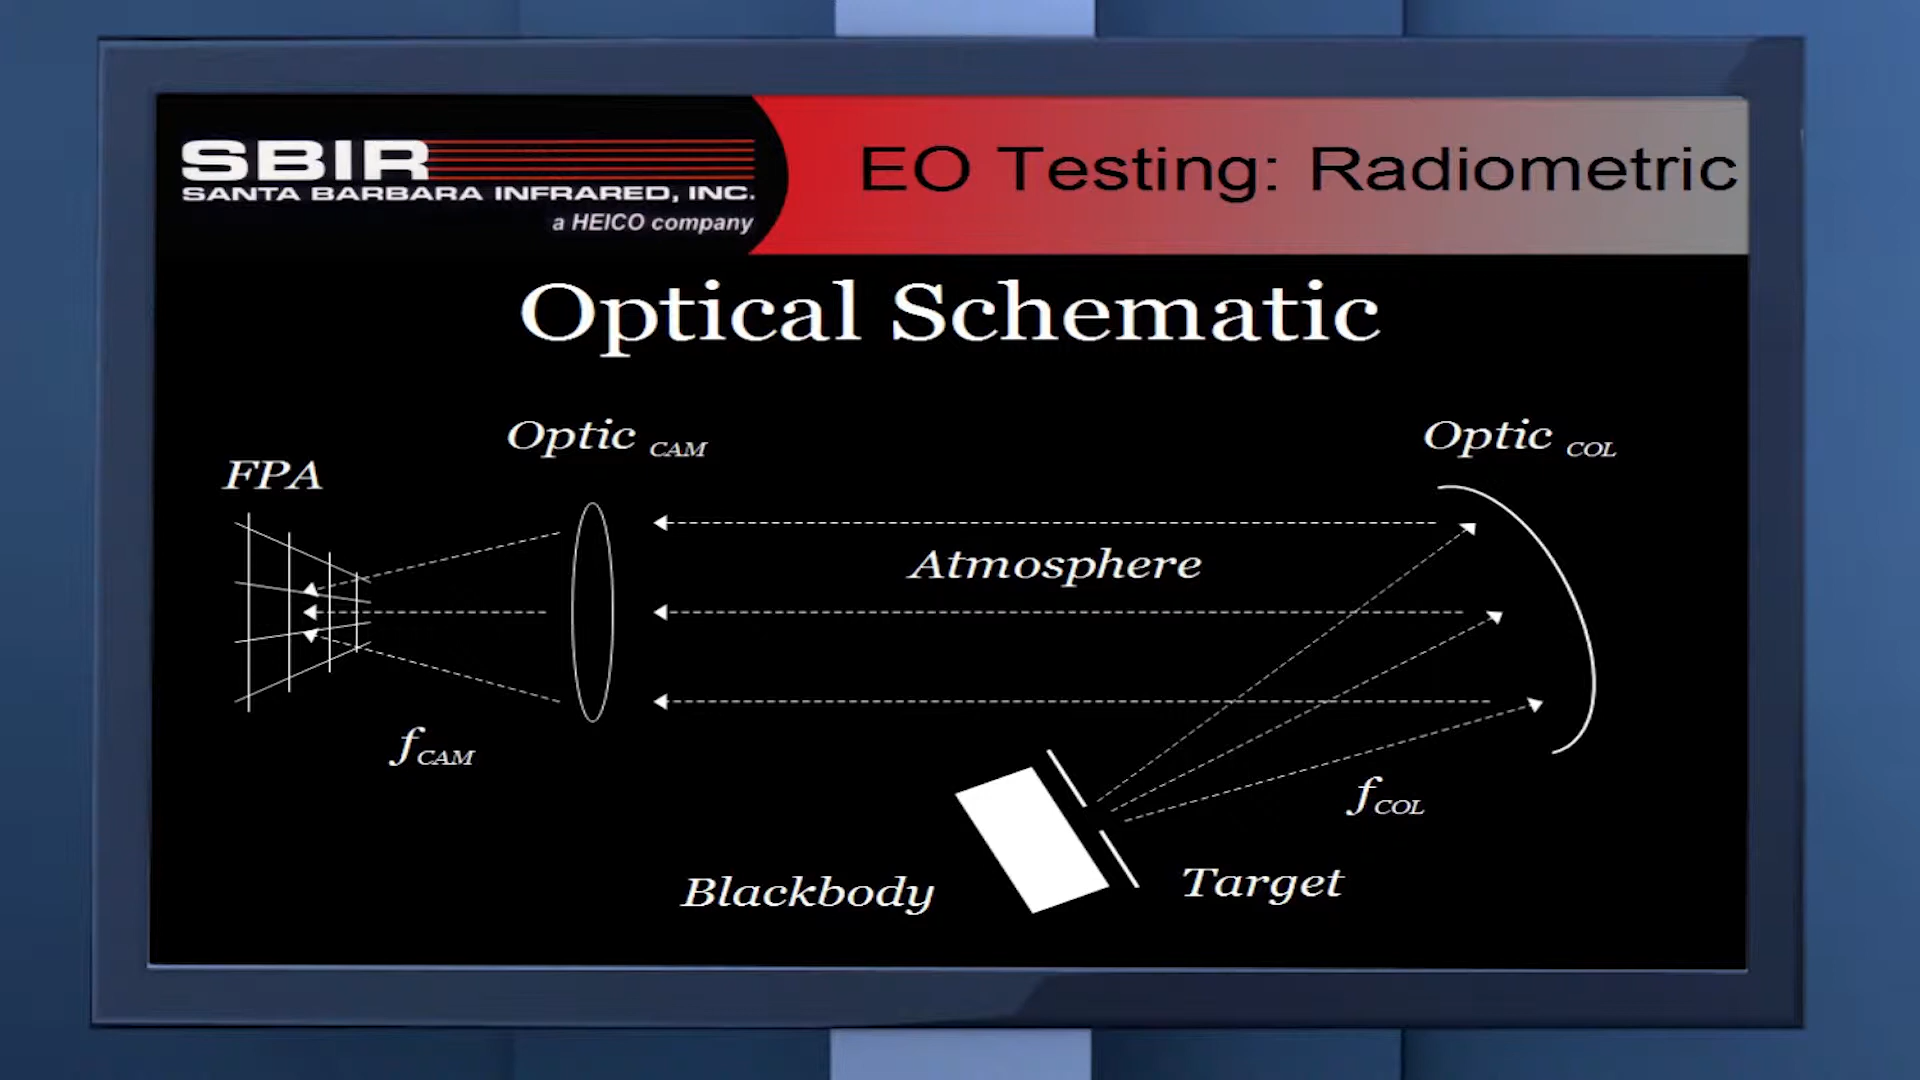 SBIR
SANTA BARBARA INFRARED, INC.
a HEICO company
EO Testing: Radiometric
Optical Schematic
Optic CAM
Optic COL
FPA
Atmosphere
fCAM
fCOL
Blackbody
Target